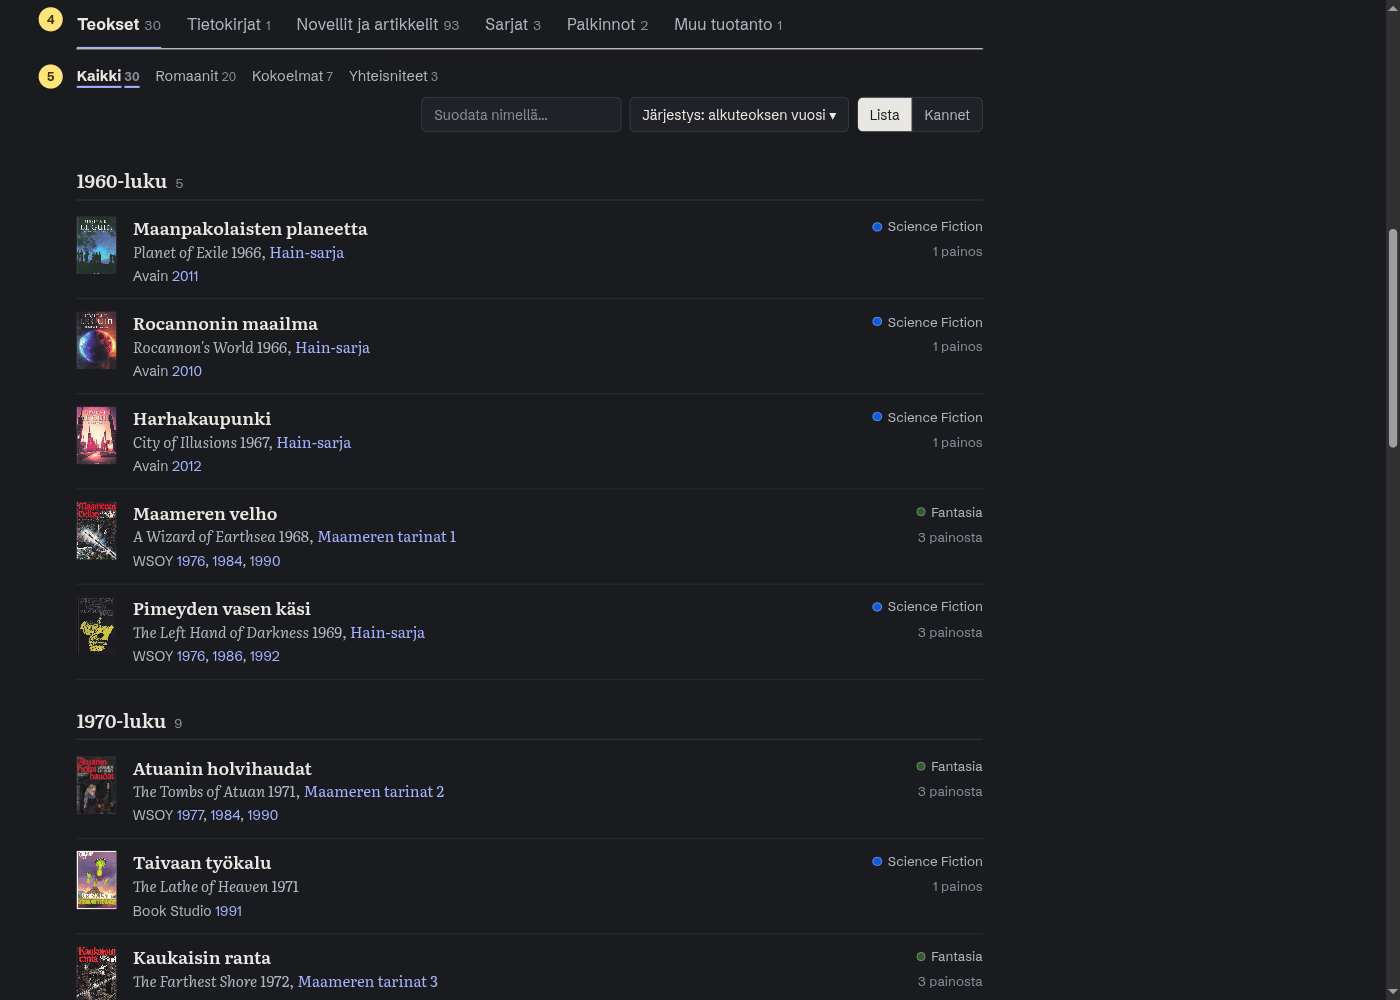 4 Teokset 30 Tietokirjat 1 Novellit ja artikkelit 93 Sarjat 3 Palkinnot 2 Muu tuotanto 1
5 Kaikki 30 Romaanit 20 Kokoelmat 7 Yhteisniteet 3
Suodata nimellä... Järjestys: alkuteoksen vuosi ▾ Lista Kannet
1960-luku 5
Maanpakolaisten planeetta
Science Fiction
Planet of Exile 1966, Hain-sarja
1 painos
Avain 2011
Rocannonin maailma
Science Fiction
Rocannon's World 1966, Hain-sarja
1 painos
Avain 2010
Harhakaupunki
Science Fiction
City of Illusions 1967, Hain-sarja
1 painos
Avain 2012
Maameren velho
Fantasia
A Wizard of Earthsea 1968, Maameren tarinat 1
3 painosta
WSOY 1976, 1984, 1990
Pimeyden vasen käsi
Science Fiction
The Left Hand of Darkness 1969, Hain-sarja
3 painosta
WSOY 1976, 1986, 1992
1970-luku 9
Atuanin holvihaudat
Fantasia
The Tombs of Atuan 1971, Maameren tarinat 2
3 painosta
WSOY 1977, 1984, 1990
Taivaan työkalu
Science Fiction
The Lathe of Heaven 1971
1 painos
Book Studio 1991
Kaukaisin ranta
Fantasia
The Farthest Shore 1972, Maameren tarinat 3
3 painosta